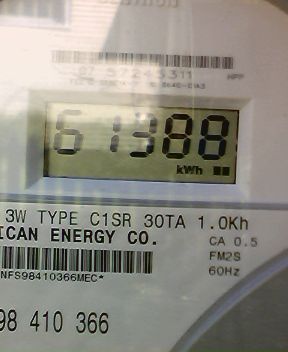 57243311
61388
kWh
3W TYPE C1SR 30TA 1.0Kh
ICAN ENERGY CO.
CA 0.5
FM2S
60Hz
NFS98410366MEC*
98 410 366